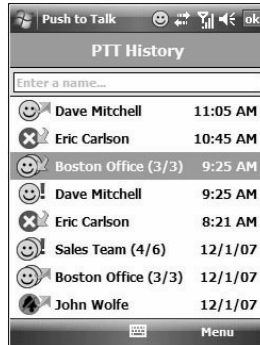 Push to Talk ok
PTT History
Enter a name...
Dave Mitchell 11:05 AM
Eric Carlson 10:45 AM
Boston Office (3/3) 9:25 AM
Dave Mitchell 9:25 AM
Eric Carlson 8:21 AM
Sales Team (4/6) 12/1/07
Boston Office (3/3) 12/1/07
John Wolfe 12/1/07
Menu